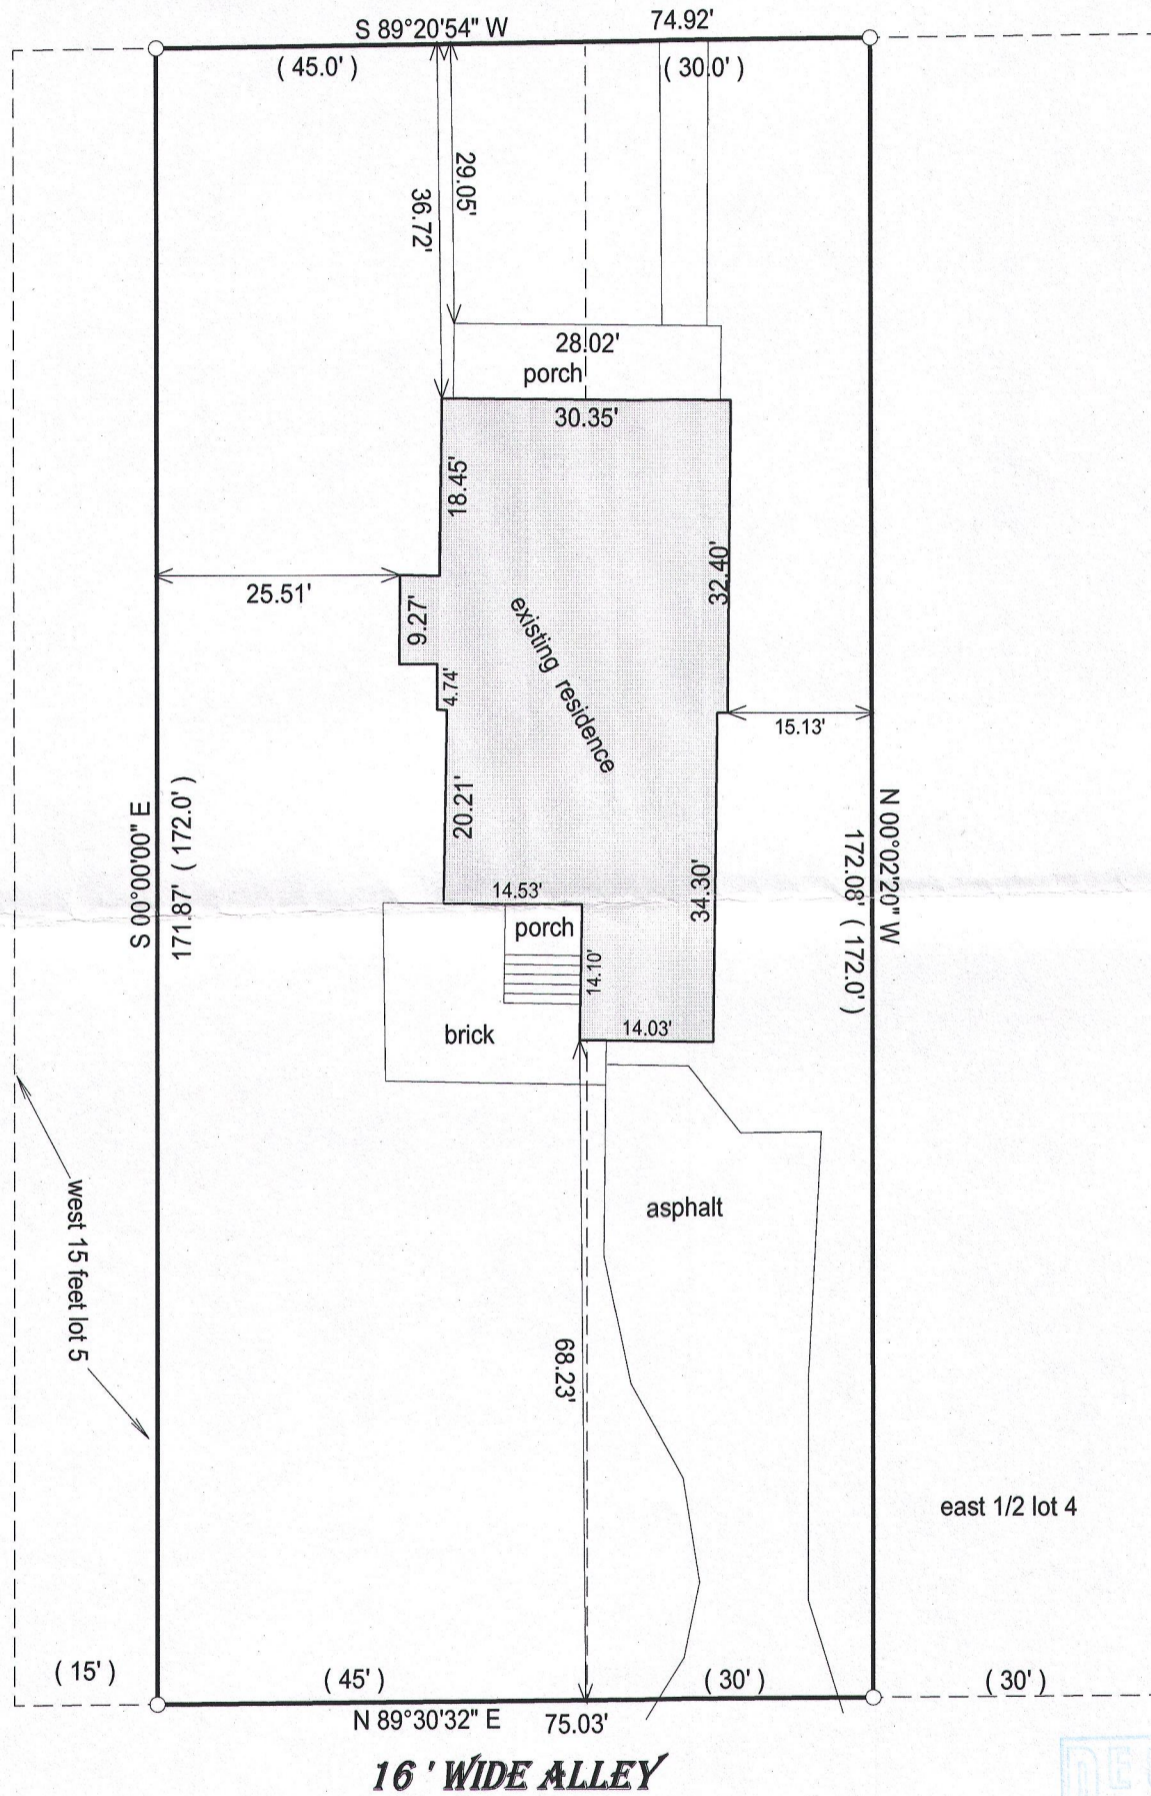 S 89°20'54" W
74.92'
( 45.0' )
( 30.0' )
29.05'
36.72'
28.02'
porch
30.35'
18.45'
32.40'
25.51'
9.27'
existing residence
4.74'
15.13'
20.21'
S 00°00'00" E
171.87' ( 172.0' )
N 00°02'20" W
172.08' ( 172.0' )
34.30'
14.53'
porch
14.10'
14.03'
brick
asphalt
west 15 feet lot 5
68.23'
east 1/2 lot 4
( 15' )
( 45' )
( 30' )
( 30' )
N 89°30'32" E
75.03'
16 ' WIDE ALLEY